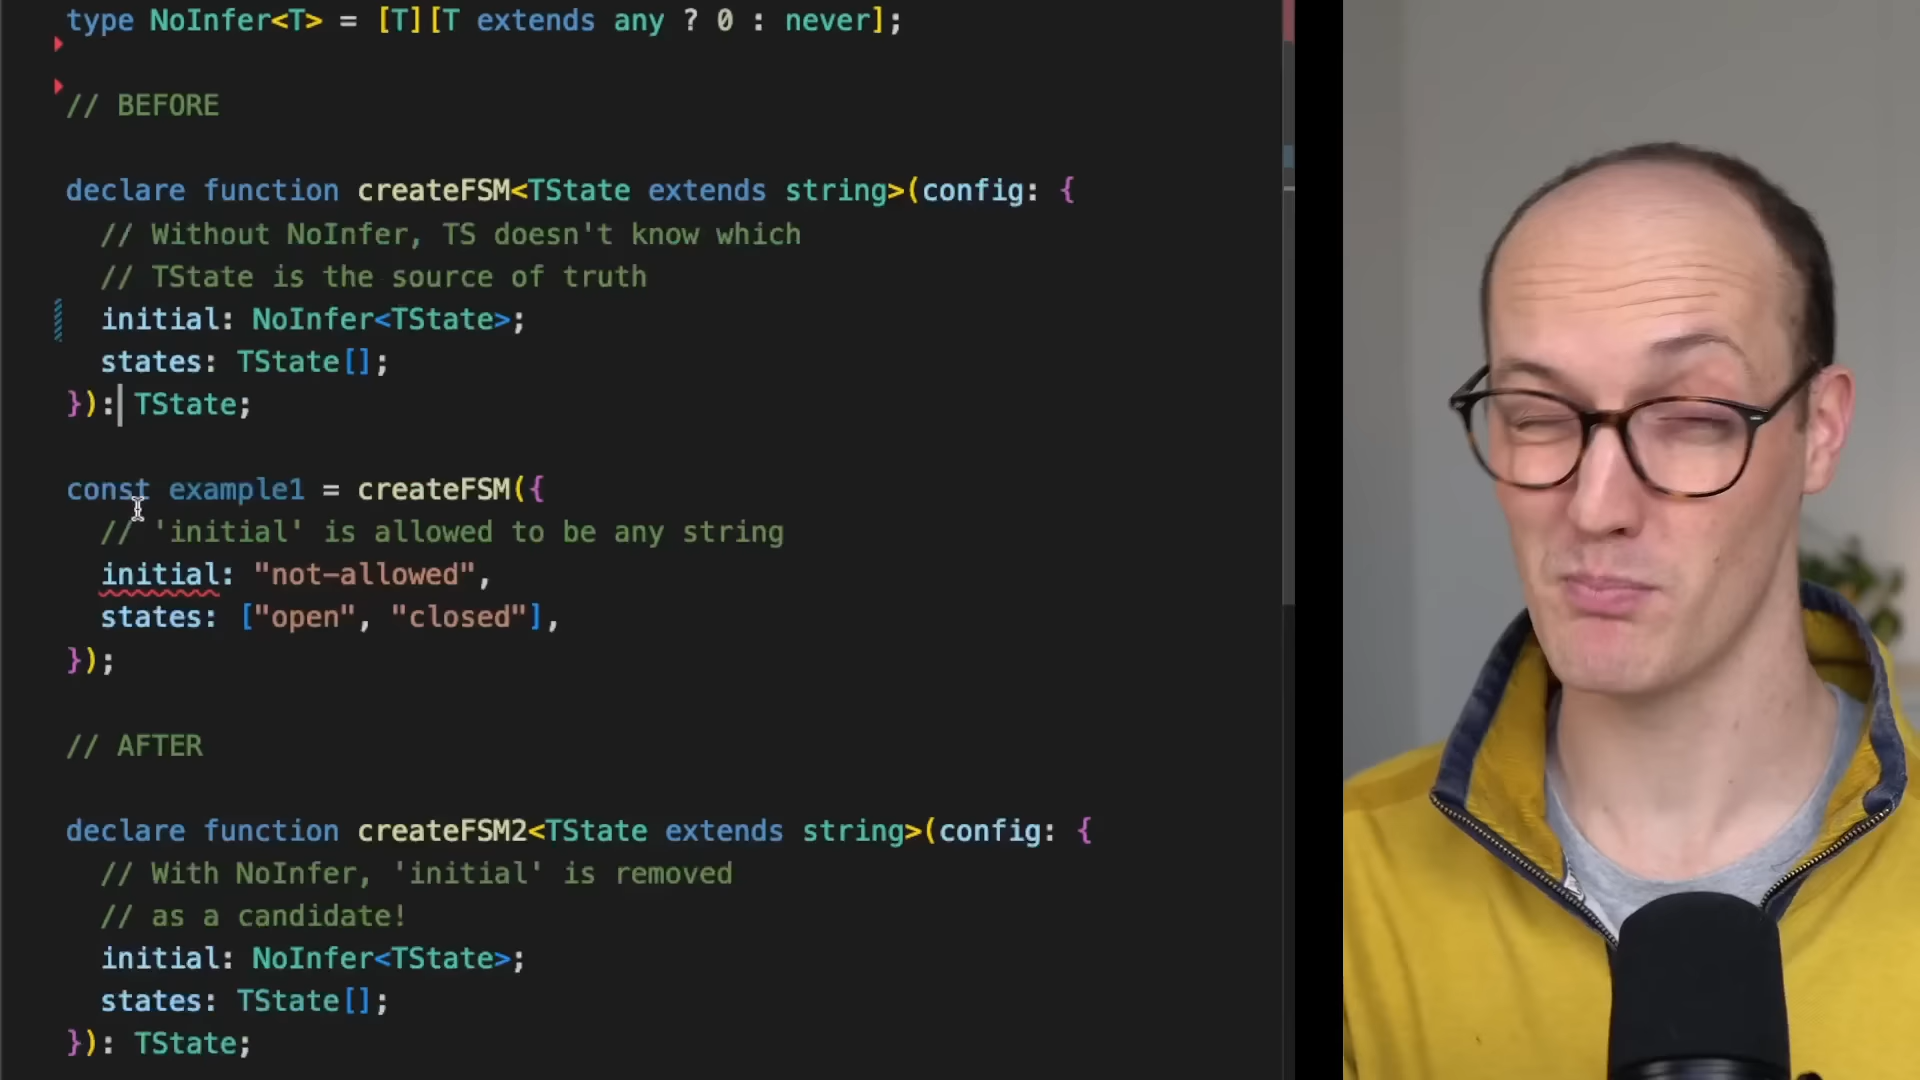 type NoInfer<T> = [T][T extends any ? 0 : never];
// BEFORE
declare function createFSM<TState extends string>(config: {
// Without NoInfer, TS doesn't know which
// TState is the source of truth
initial: NoInfer<TState>;
states: TState[];
}): TState;
const example1 = createFSM({
// 'initial' is allowed to be any string
initial: "not-allowed",
states: ["open", "closed"],
});
// AFTER
declare function createFSM2<TState extends string>(config: {
// With NoInfer, 'initial' is removed
// as a candidate!
initial: NoInfer<TState>;
states: TState[];
}): TState;